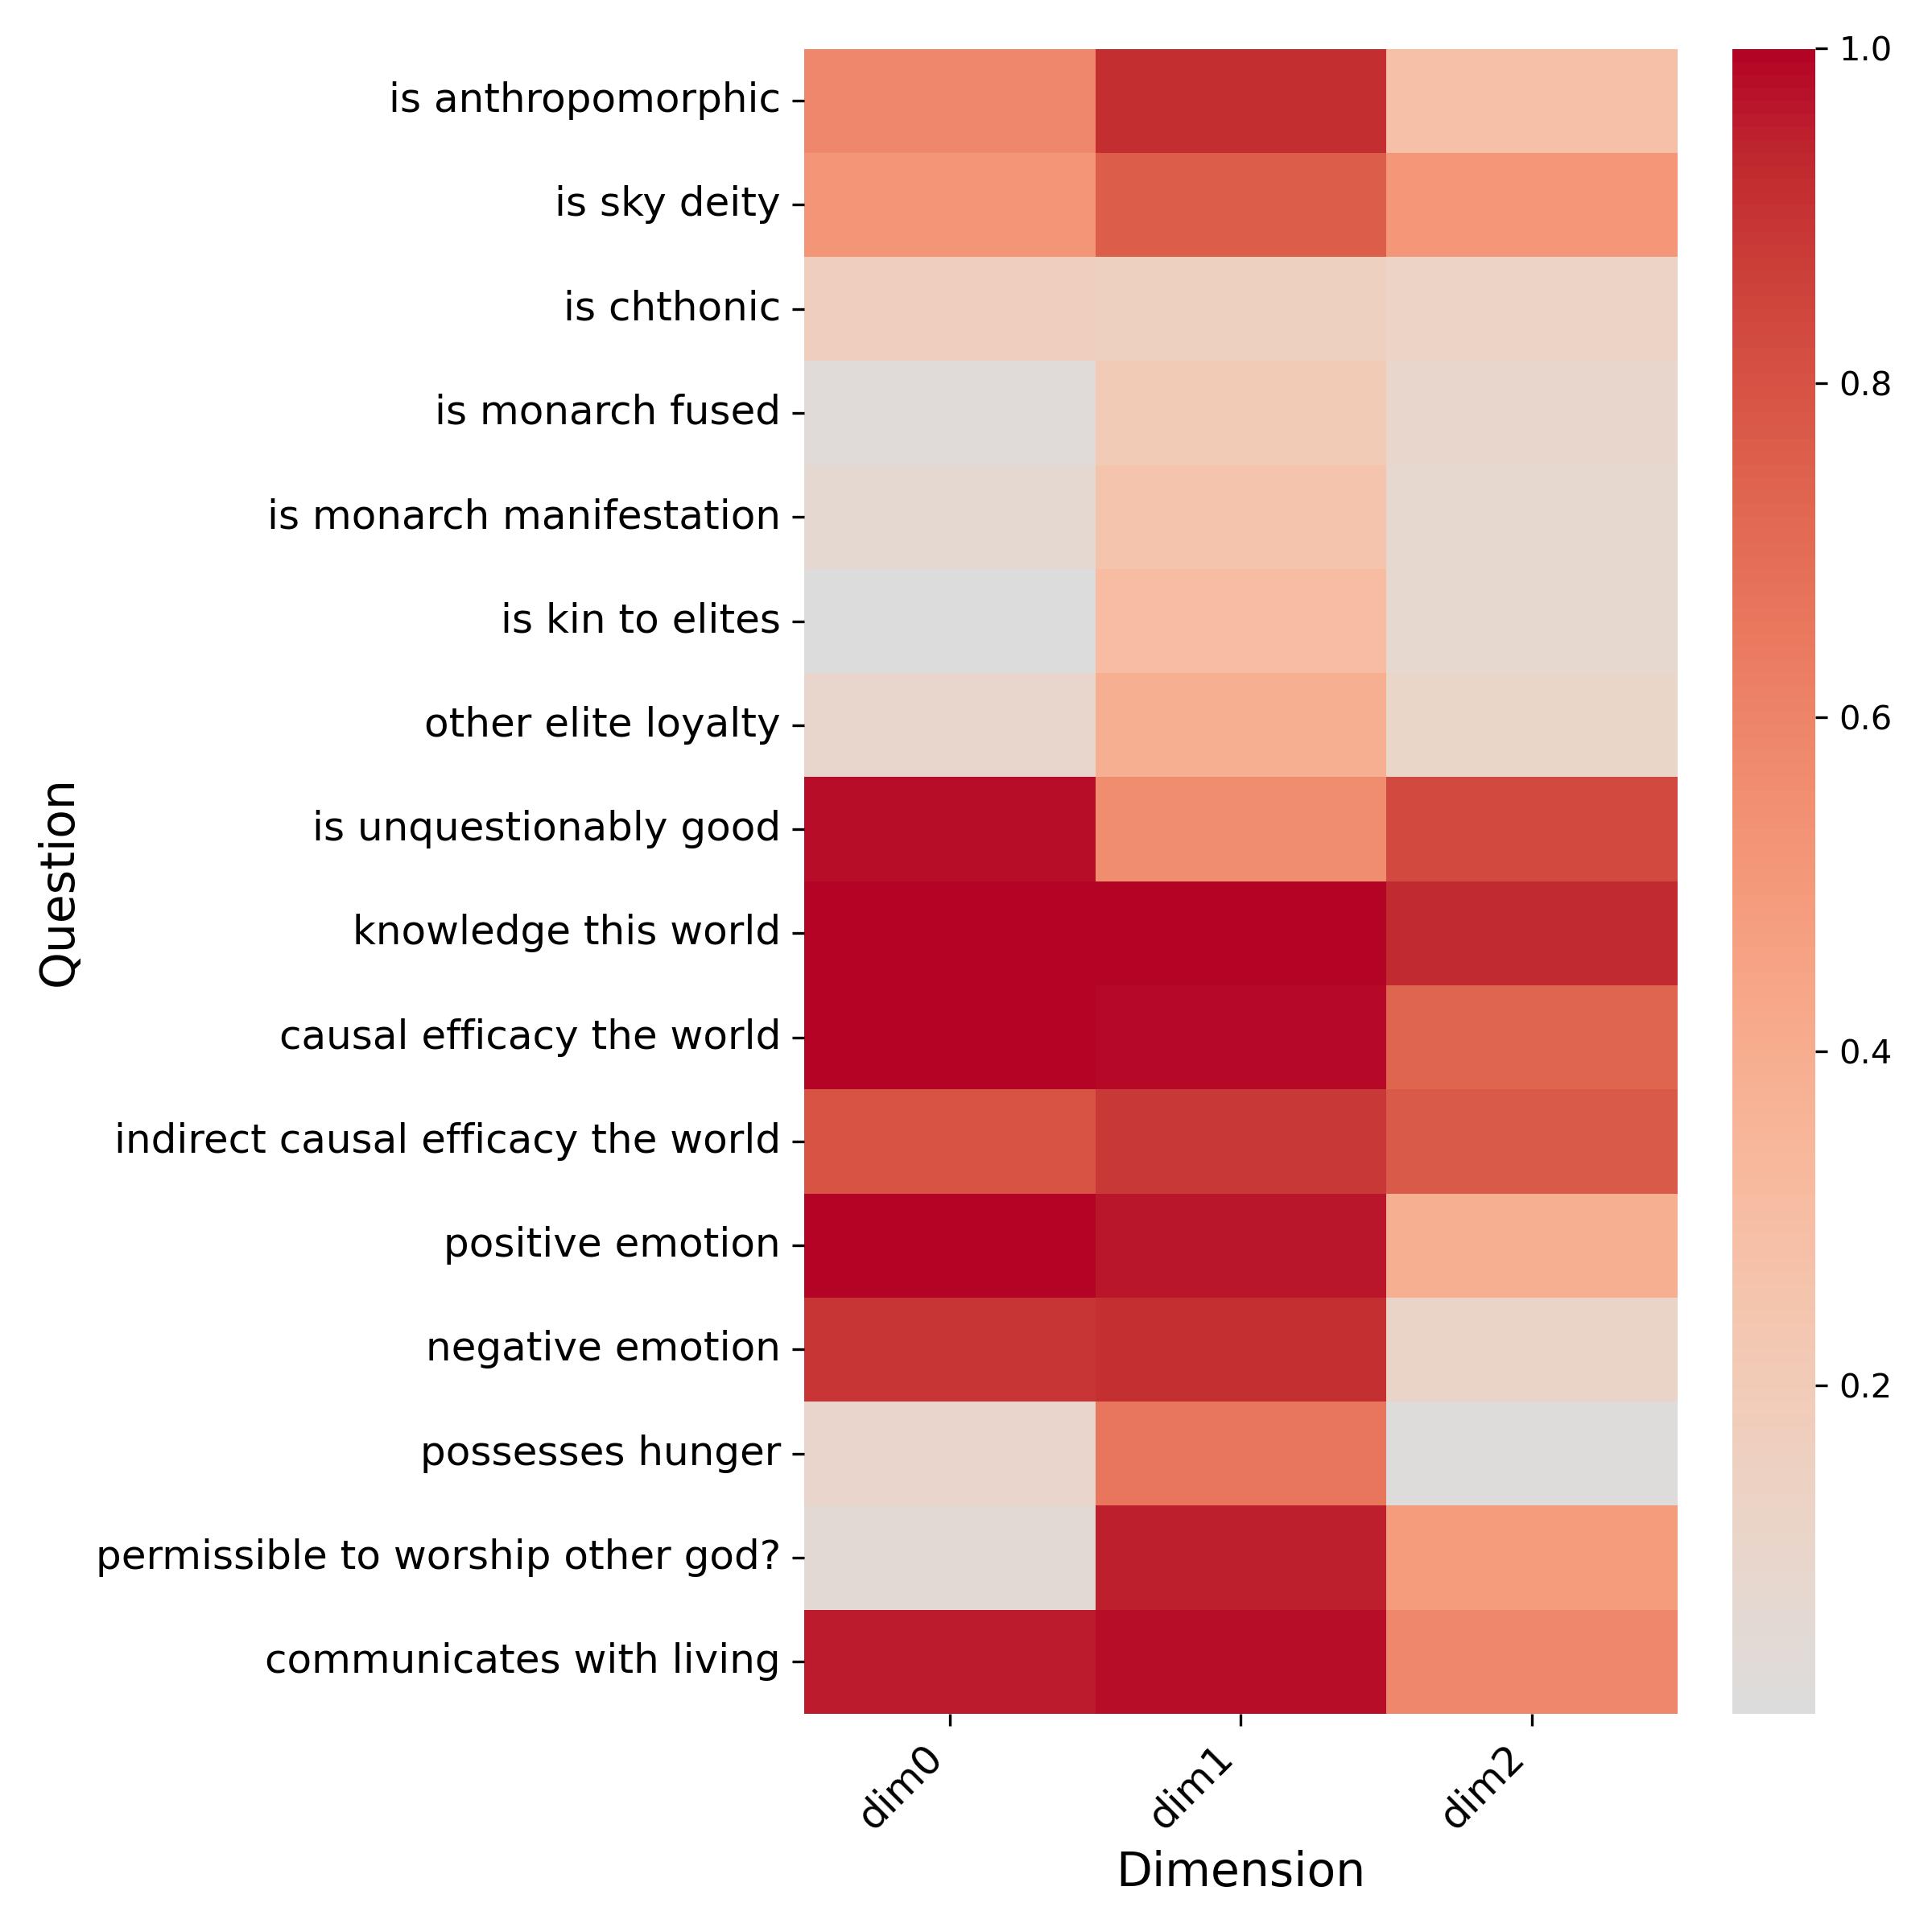 is anthropomorphic
is sky deity
is chthonic
is monarch fused
is monarch manifestation
is kin to elites
other elite loyalty
is unquestionably good
knowledge this world
causal efficacy the world
indirect causal efficacy the world
positive emotion
negative emotion
possesses hunger
permissible to worship other god?
communicates with living
Question
dim0
dim1
dim2
Dimension
1.0
0.8
0.6
0.4
0.2